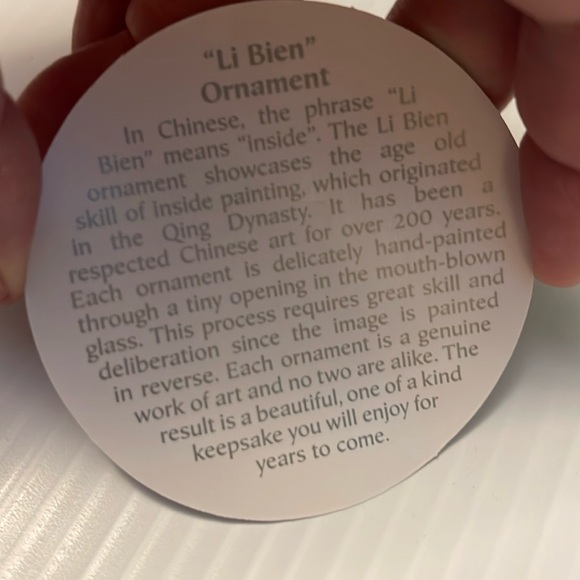 “Li Bien”
Ornament
In Chinese, the phrase “Li
Bien” means “inside”. The Li Bien
ornament showcases the age old
skill of inside painting, which originated
in the Qing Dynasty. It has been a
respected Chinese art for over 200 years.
Each ornament is delicately hand-painted
through a tiny opening in the mouth-blown
glass. This process requires great skill and
deliberation since the image is painted
in reverse. Each ornament is a genuine
work of art and no two are alike. The
result is a beautiful, one of a kind
keepsake you will enjoy for
years to come.